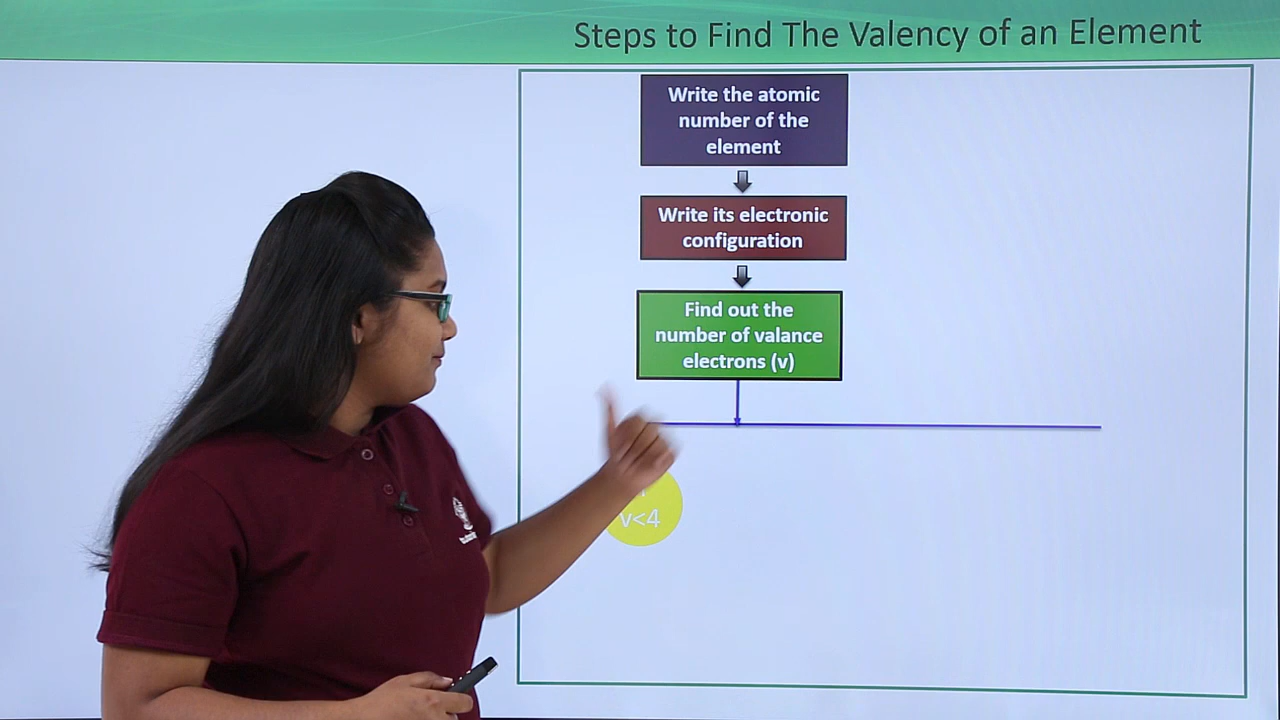 Steps to Find The Valency of an Element
Write the atomic
number of the
element
Write its electronic
configuration
Find out the
number of valance
electrons (v)
v<4